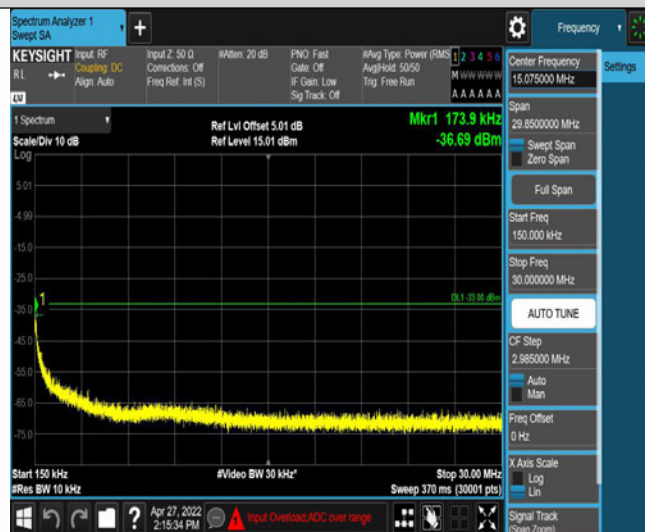 Spectrum Analyzer 1
Swept SA
Frequency
KEYSIGHT
RL
LXI
Input: RF
Coupling: DC
Align: Auto
Input Z: 50 Ω
Corrections: Off
Freq Ref: Int (S)
#Atten: 20 dB
PNO: Fast
Gate: Off
IF Gain: Low
Sig Track: Off
#Avg Type: Power (RMS
Avg|Hold: 50/50
Trig: Free Run
1 2 3 4 5 6
M W W W W W
A A A A A A
Center Frequency
15.075000 MHz
Settings
Span
29.8500000 MHz
Swept Span
Zero Span
Full Span
Start Freq
150.000 kHz
Stop Freq
30.000000 MHz
AUTO TUNE
CF Step
2.985000 MHz
Auto
Man
Freq Offset
0 Hz
X Axis Scale
Log
Lin
Signal Track
(Span Zoom)
1 Spectrum
Scale/Div 10 dB
Log
Ref Lvl Offset 5.01 dB
Ref Level 15.01 dBm
Mkr1 173.9 kHz
-36.69 dBm
5.01
-4.99
-15.0
-25.0
-35.0
-45.0
-55.0
-65.0
-75.0
1
DL1 -33.00 dBm
Start 150 kHz
#Res BW 10 kHz
#Video BW 30 kHz*
Stop 30.00 MHz
Sweep 370 ms (30001 pts)
?
Apr 27, 2022
2:15:34 PM
Input Overload;ADC over range